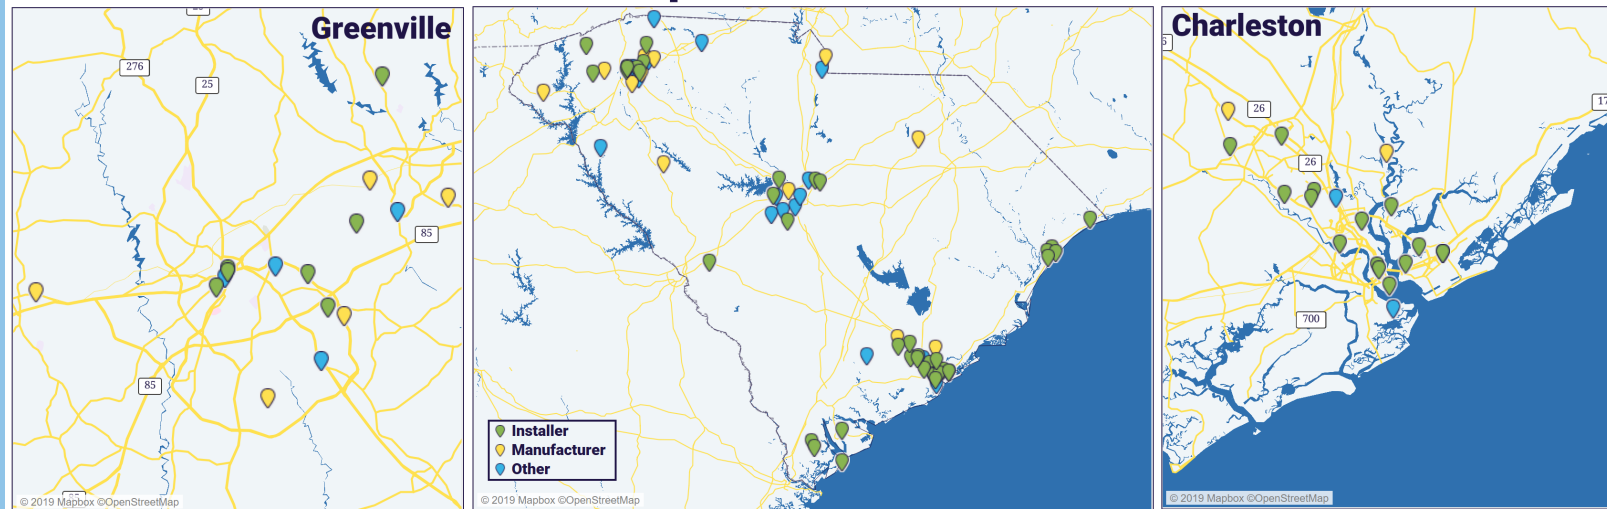 Greenville
276
25
85
85
© 2019 Mapbox ©OpenStreetMap
Installer
Manufacturer
Other
© 2019 Mapbox ©OpenStreetMap
Charleston
26
26
700
© 2019 Mapbox ©OpenStreetMap